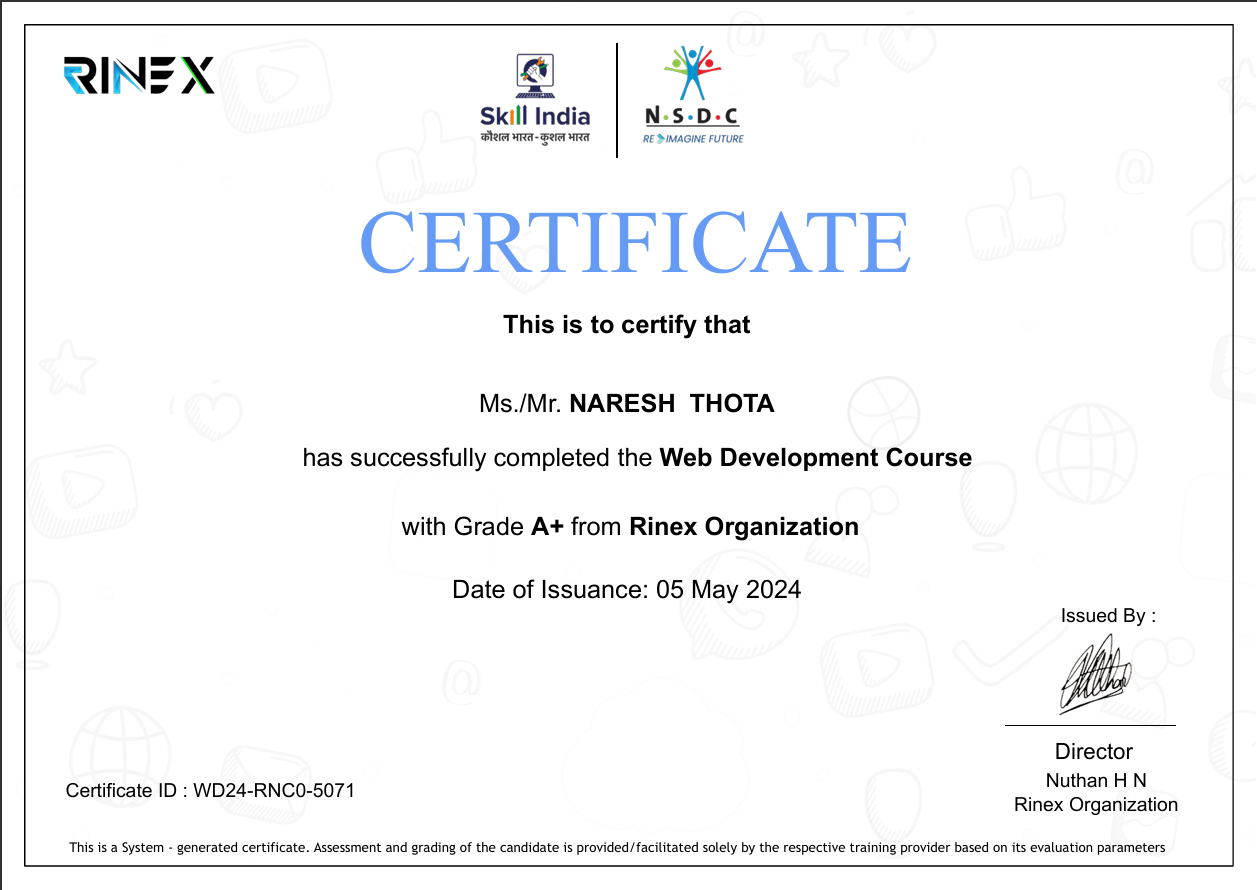 RINEX
Skill India
कौशल भारत-कुशल भारत
N·S·D·C
RE IMAGINE FUTURE
CERTIFICATE
This is to certify that
Ms./Mr. NARESH THOTA
has successfully completed the Web Development Course
with Grade A+ from Rinex Organization
Date of Issuance: 05 May 2024
Issued By :
Director
Nuthan H N
Rinex Organization
Certificate ID : WD24-RNC0-5071
This is a System - generated certificate. Assessment and grading of the candidate is provided/facilitated solely by the respective training provider based on its evaluation parameters